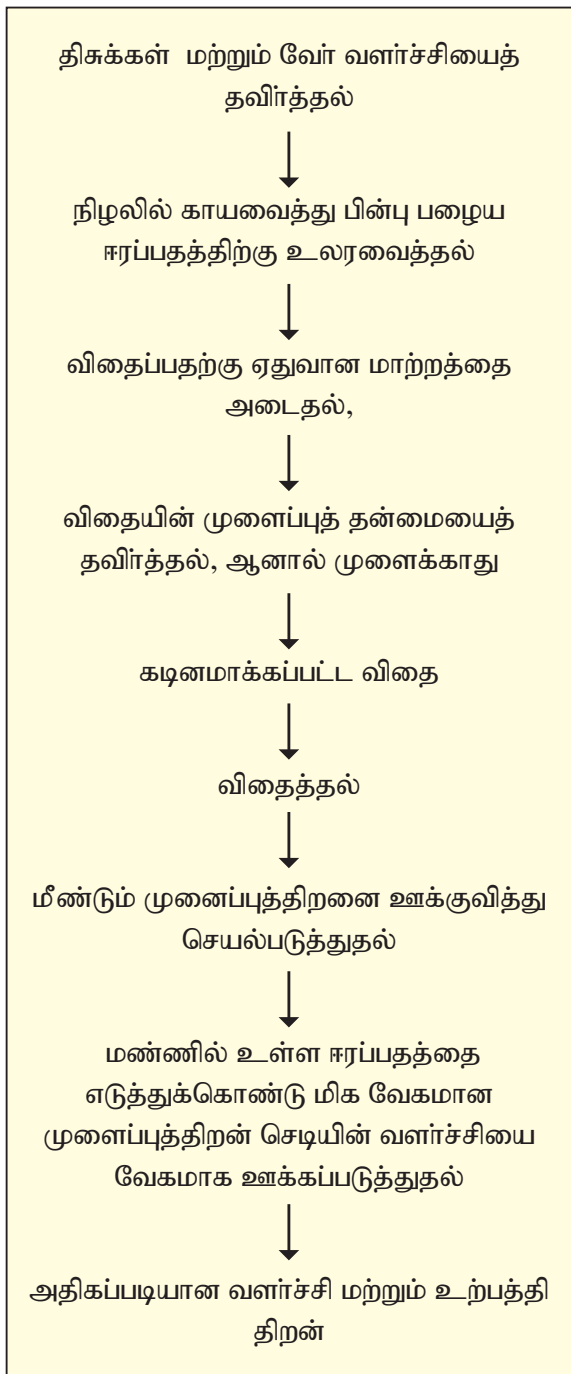 திசுக்கள் மற்றும் வேர் வளர்ச்சியைத்
தவிர்த்தல்
நிழலில் காயவைத்து பின்பு பழைய
ஈரப்பதத்திற்கு உலரவைத்தல்
விதைப்பதற்கு ஏதுவான மாற்றத்தை
அடைதல்,
விதையின் முளைப்புத் தன்மையைத்
தவிர்த்தல், ஆனால் முளைக்காது
கடினமாக்கப்பட்ட விதை
விதைத்தல்
மீண்டும் முனைப்புத்திறனை ஊக்குவித்து
செயல்படுத்துதல்
மண்ணில் உள்ள ஈரப்பதத்தை
எடுத்துக்கொண்டு மிக வேகமான
முளைப்புத்திறன் செடியின் வளர்ச்சியை
வேகமாக ஊக்கப்படுத்துதல்
அதிகப்படியான வளர்ச்சி மற்றும் உற்பத்தி
திறன்